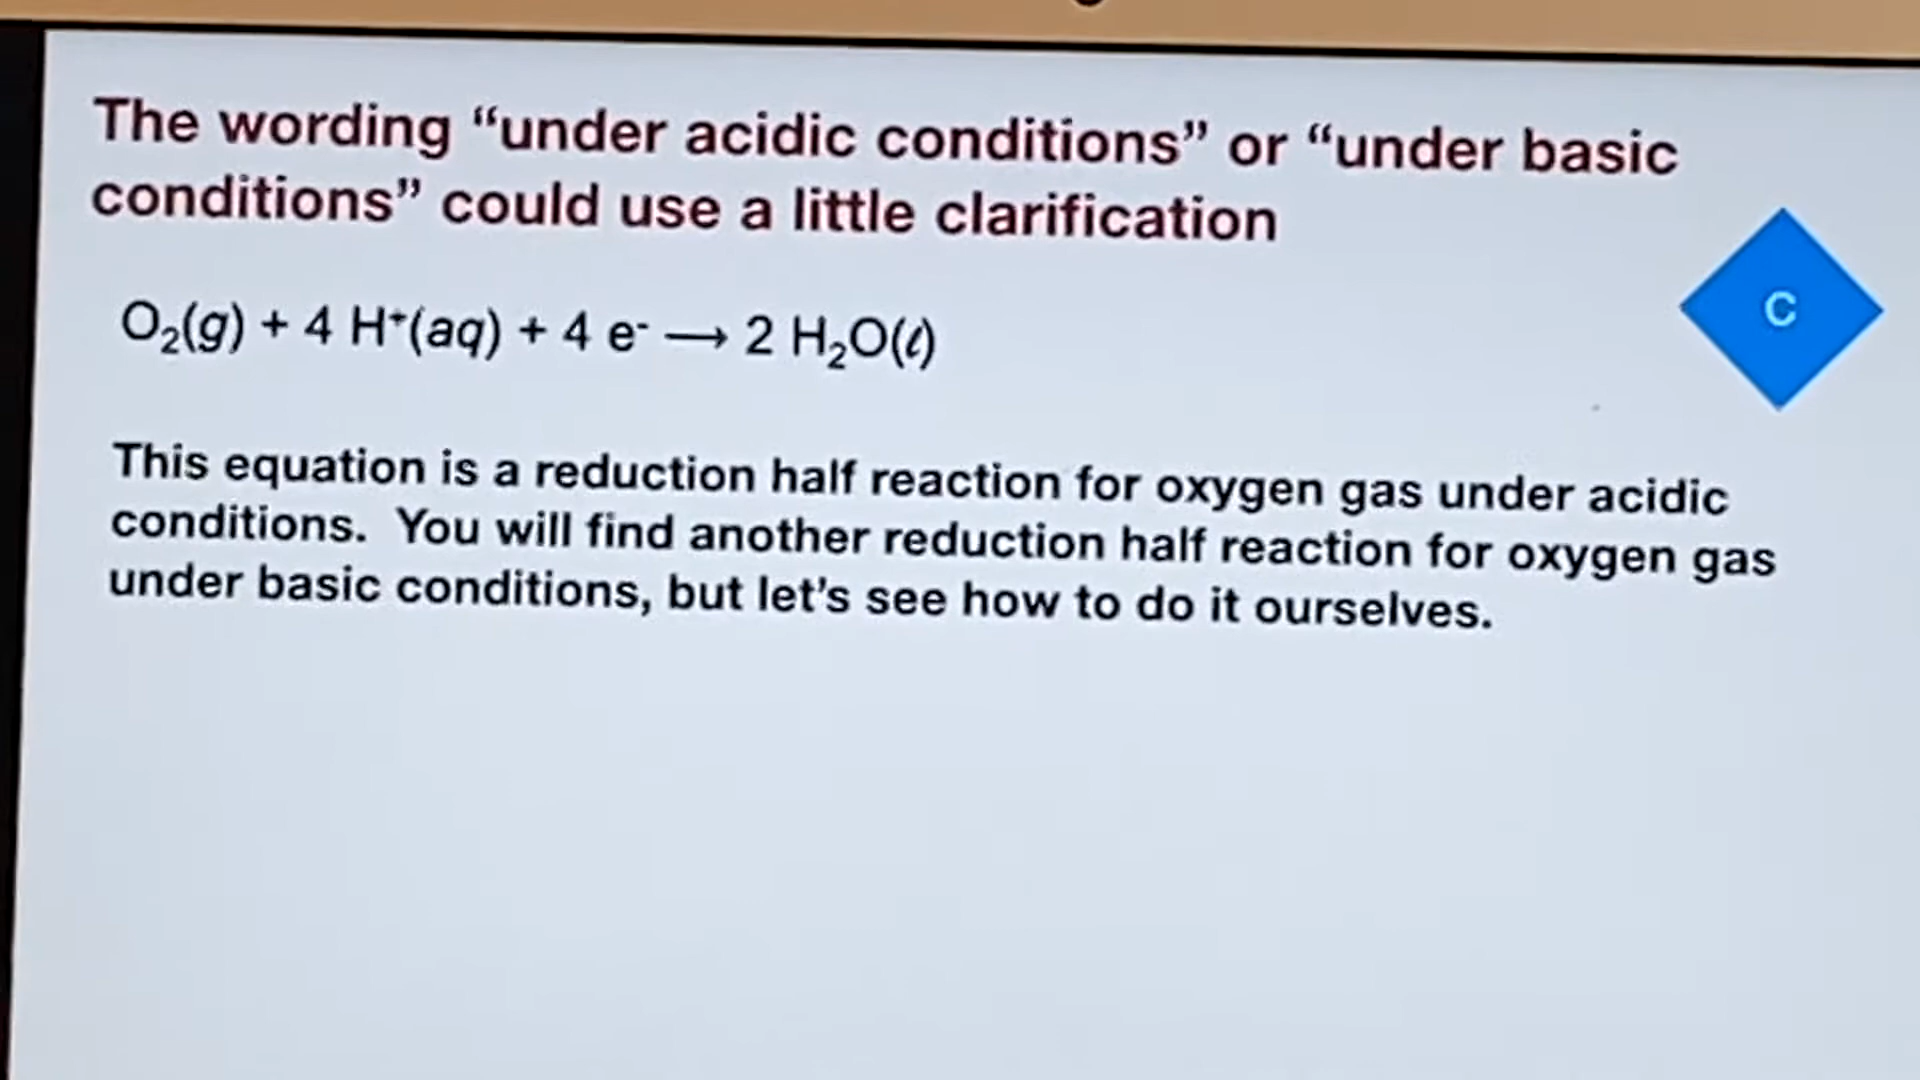 The wording “under acidic conditions” or “under basic
conditions” could use a little clarification
C
O₂(g) + 4 H⁺(aq) + 4 e⁻ ⟶ 2 H₂O(ℓ)
This equation is a reduction half reaction for oxygen gas under acidic
conditions. You will find another reduction half reaction for oxygen gas
under basic conditions, but let’s see how to do it ourselves.